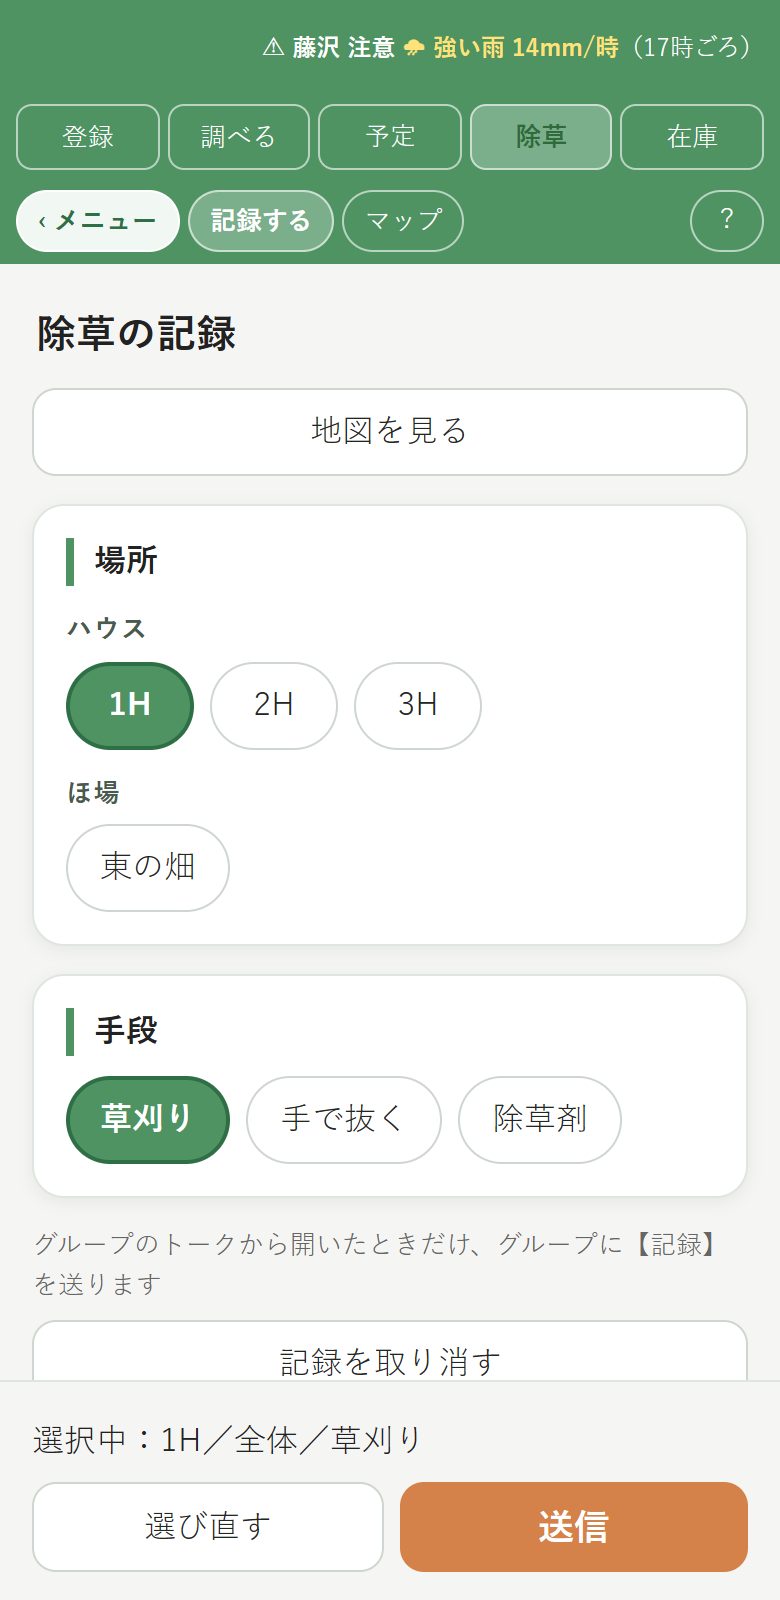 ⚠ 藤沢 注意 🌧 強い雨 14mm/時（17時ごろ）
登録 調べる 予定 除草 在庫
‹ メニュー 記録する マップ ？
除草の記録
地図を見る
場所
ハウス
1H 2H 3H
ほ場
東の畑
手段
草刈り 手で抜く 除草剤
グループのトークから開いたときだけ、グループに【記録】
を送ります
記録を取り消す
選択中：1H／全体／草刈り
選び直す 送信